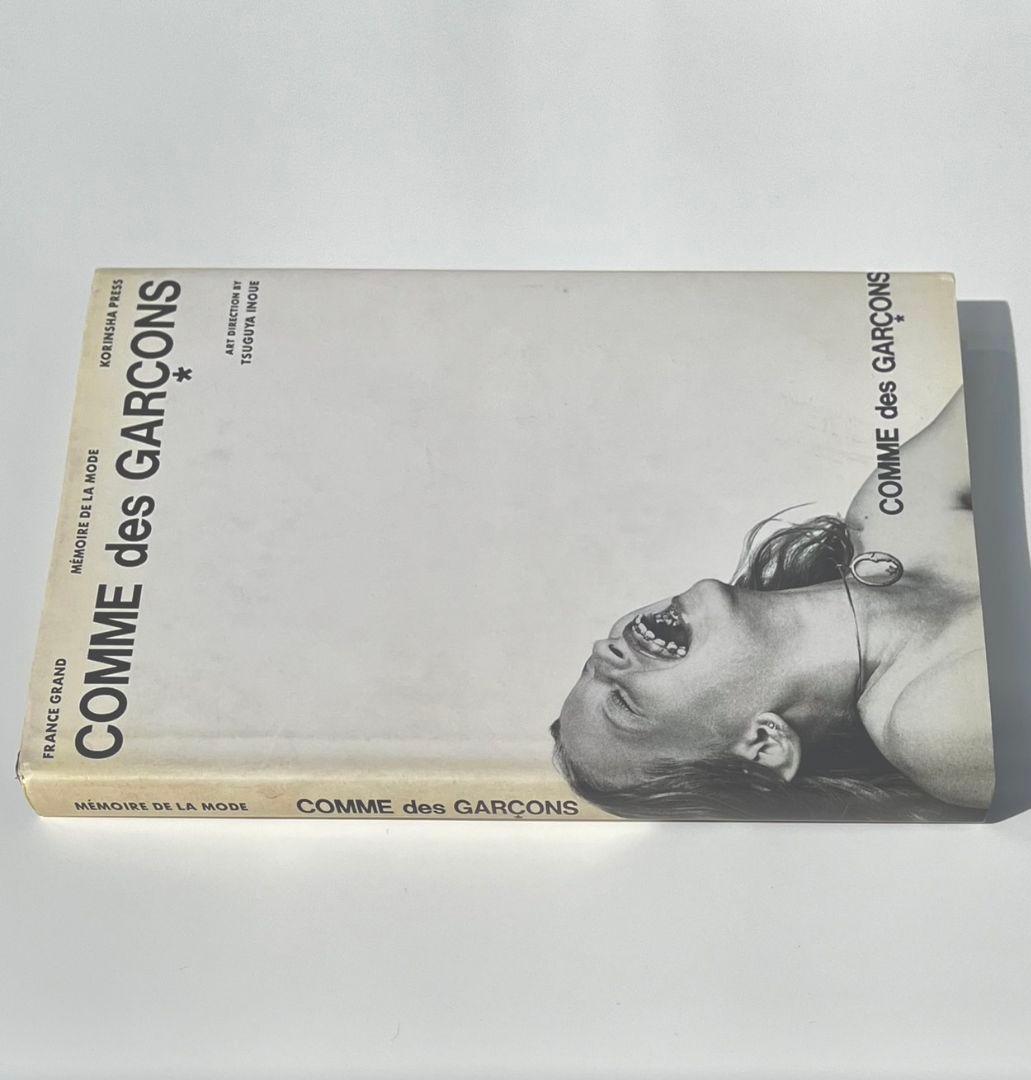 FRANCE GRAND
MÉMOIRE DE LA MODE
KORINSHA PRESS
COMME des GARÇONS
*
ART DIRECTION BY
TSUGUYA INOUE
COMME des GARÇONS
*
MÉMOIRE DE LA MODE
COMME des GARÇONS